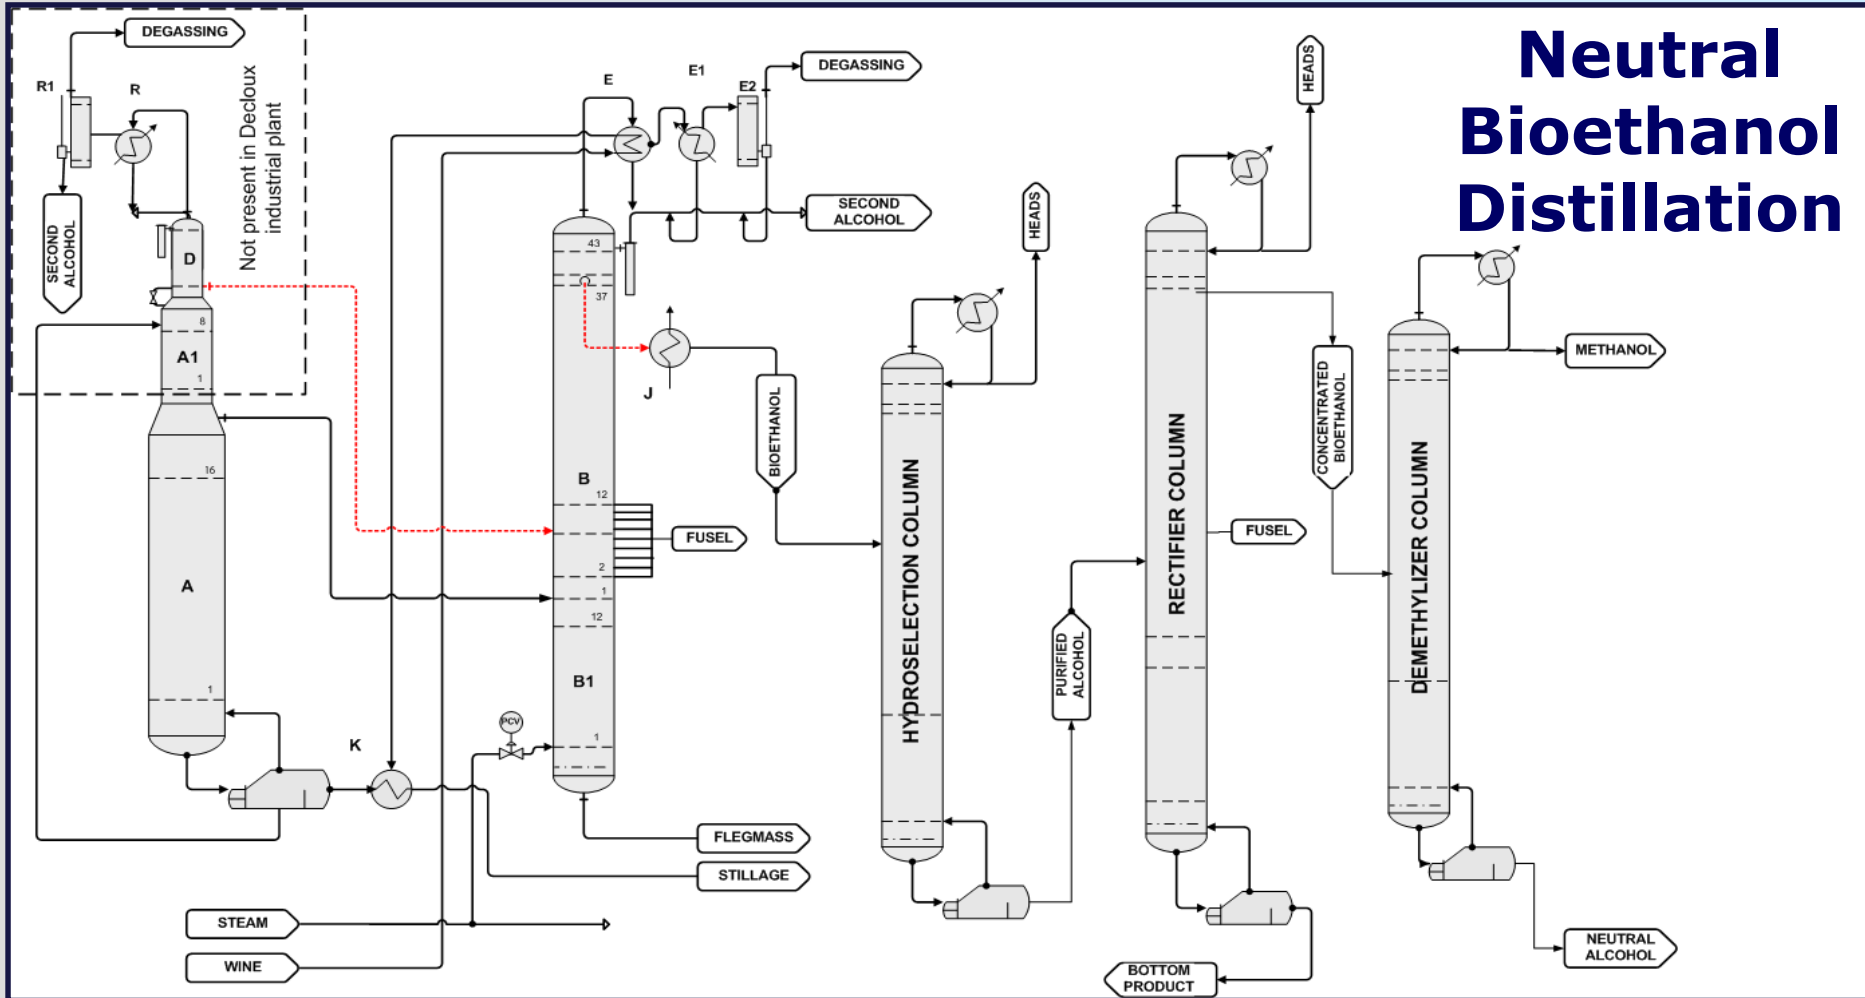 Neutral
Bioethanol
Distillation
DEGASSING
R1
R
Not present in Decloux
industrial plant
SECOND
ALCOHOL
D
8
A1
1
16
A
1
K
E
E1
E2
DEGASSING
SECOND
ALCOHOL
43
37
J
BIOETHANOL
B
12
FUSEL
2
1
12
B1
PCV
1
FLEGMASS
STILLAGE
STEAM
WINE
HEADS
HYDROSELECTION COLUMN
PURIFIED
ALCOHOL
HEADS
RECTIFIER COLUMN
FUSEL
BOTTOM
PRODUCT
CONCENTRATED
BIOETHANOL
DEMETHYLIZER COLUMN
METHANOL
NEUTRAL
ALCOHOL